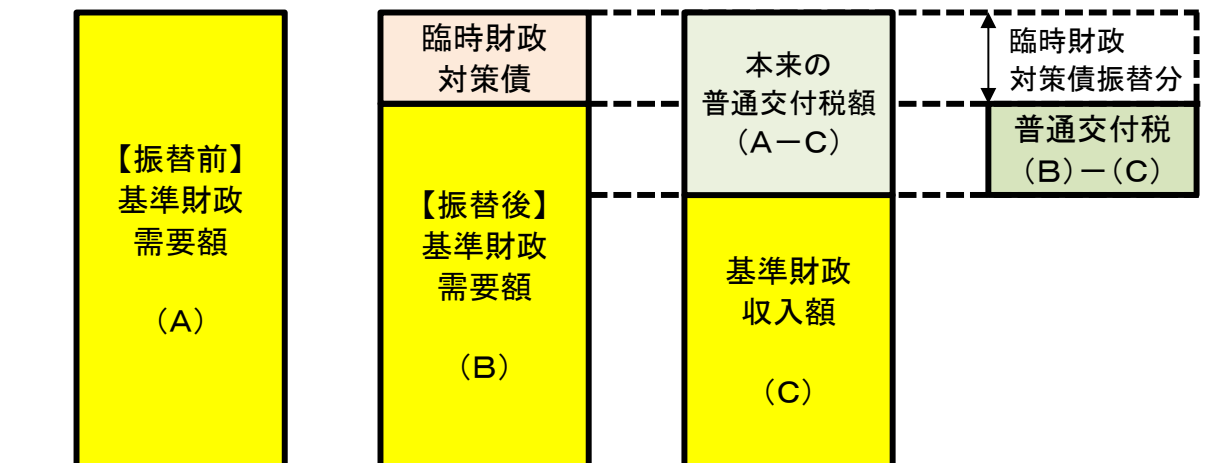 【振替前】
基準財政
需要額
（A）
臨時財政
対策債
【振替後】
基準財政
需要額
（B）
本来の
普通交付税額
（A－C）
基準財政
収入額
（C）
臨時財政
対策債振替分
普通交付税
（B）－（C）